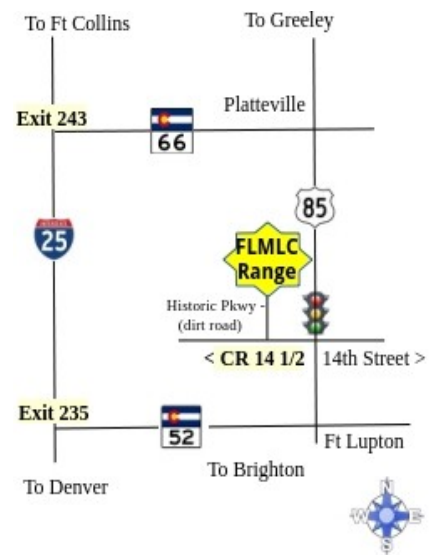 To Ft Collins
To Greeley
Platteville
Exit 243
66
85
25
FLMLC
Range
Historic Pkwy -
(dirt road)
< CR 14 1/2
14th Street >
Exit 235
52
Ft Lupton
To Brighton
To Denver
N
W E
S